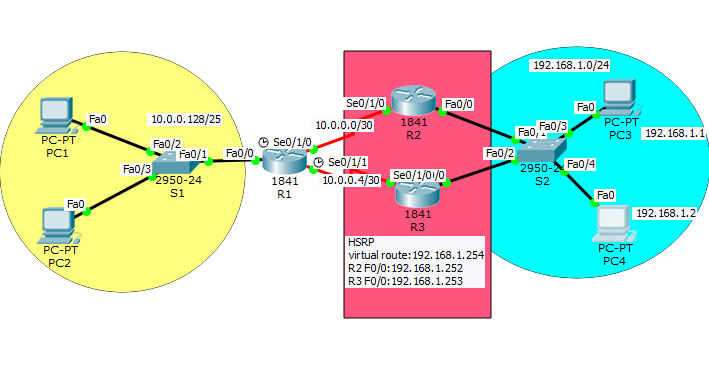 192.168.1.0/24
Se0/1/0
Fa0/0
Fa0
Fa0
1841
R2
PC-PT
PC3
192.168.1.1
10.0.0.128/25
10.0.0.0/30
PC-PT
PC1
Fa0/2
Fa0/1
Fa0/0
Se0/1/0
Fa0/3
Fa0/2
Fa0/3
2950-24
S1
Se0/1/1
1841
R1
10.0.0.4/30
Se0/1/0
/0
Fa0/4
S2
Fa0
Fa0
1841
R3
192.168.1.2
PC-PT
PC2
PC-PT
PC4
HSRP
virtual route:192.168.1.254
R2 F0/0:192.168.1.252
R3 F0/0:192.168.1.253